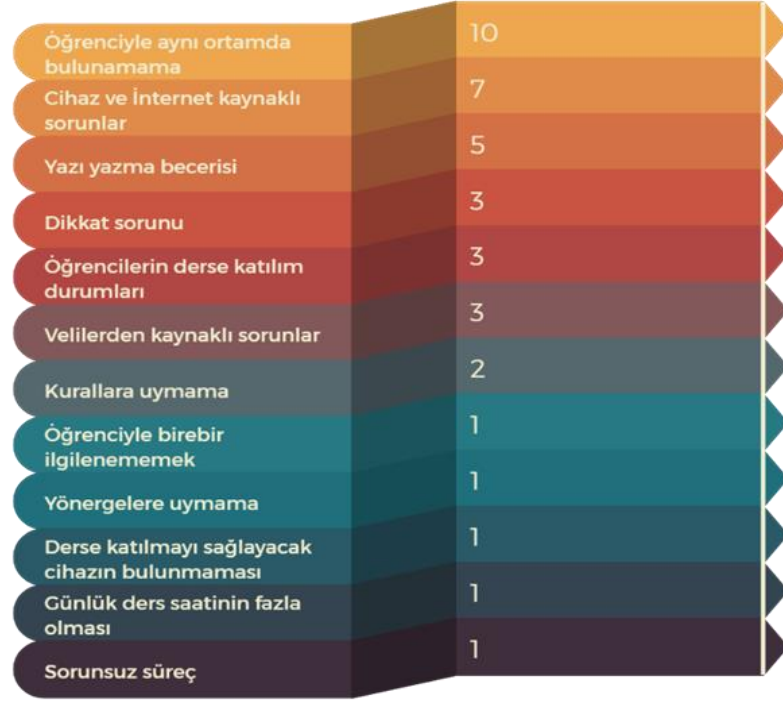 Öğrenciyle aynı ortamda
bulunamama
10
Cihaz ve İnternet kaynaklı
sorunlar
7
Yazı yazma becerisi
5
Dikkat sorunu
3
Öğrencilerin derse katılım
durumları
3
Velilerden kaynaklı sorunlar
3
Kurallara uymama
2
Öğrenciyle birebir
ilgilenememek
1
Yönergelere uymama
1
Derse katılmayı sağlayacak
cihazın bulunmaması
1
Günlük ders saatinin fazla
olması
1
Sorunsuz süreç
1